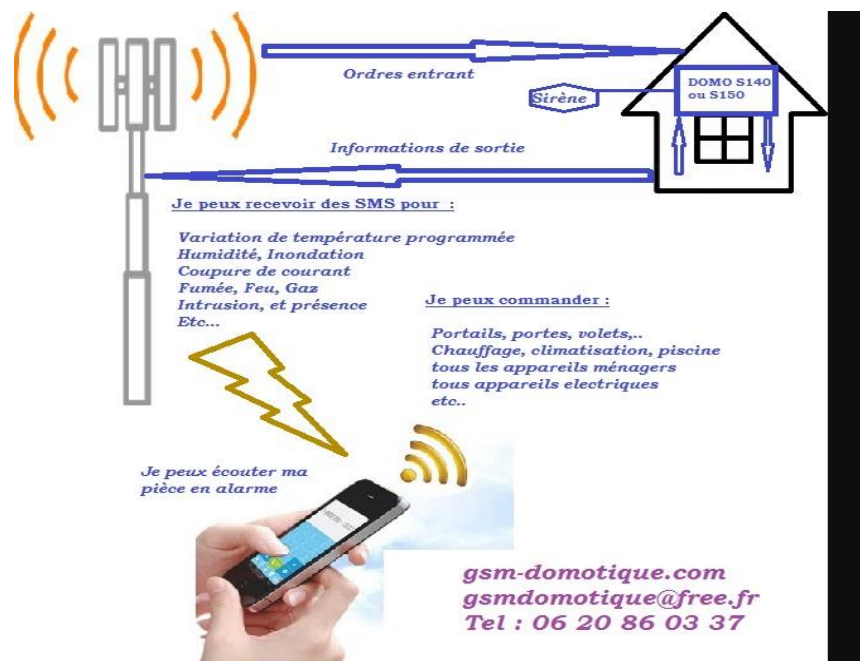 Ordres entrant
DOMO S140
ou S150
Sirène
Informations de sortie
Je peux recevoir des SMS pour :
Variation de température programmée
Humidité, Inondation
Coupure de courant
Fumée, Feu, Gaz
Intrusion, et présence
Etc...
Je peux commander :
Portails, portes, volets,..
Chauffage, climatisation, piscine
tous les appareils ménagers
tous appareils electriques
etc..
Je peux écouter ma
pièce en alarme
gsm-domotique.com
gsmdomotique@free.fr
Tel : 06 20 86 03 37